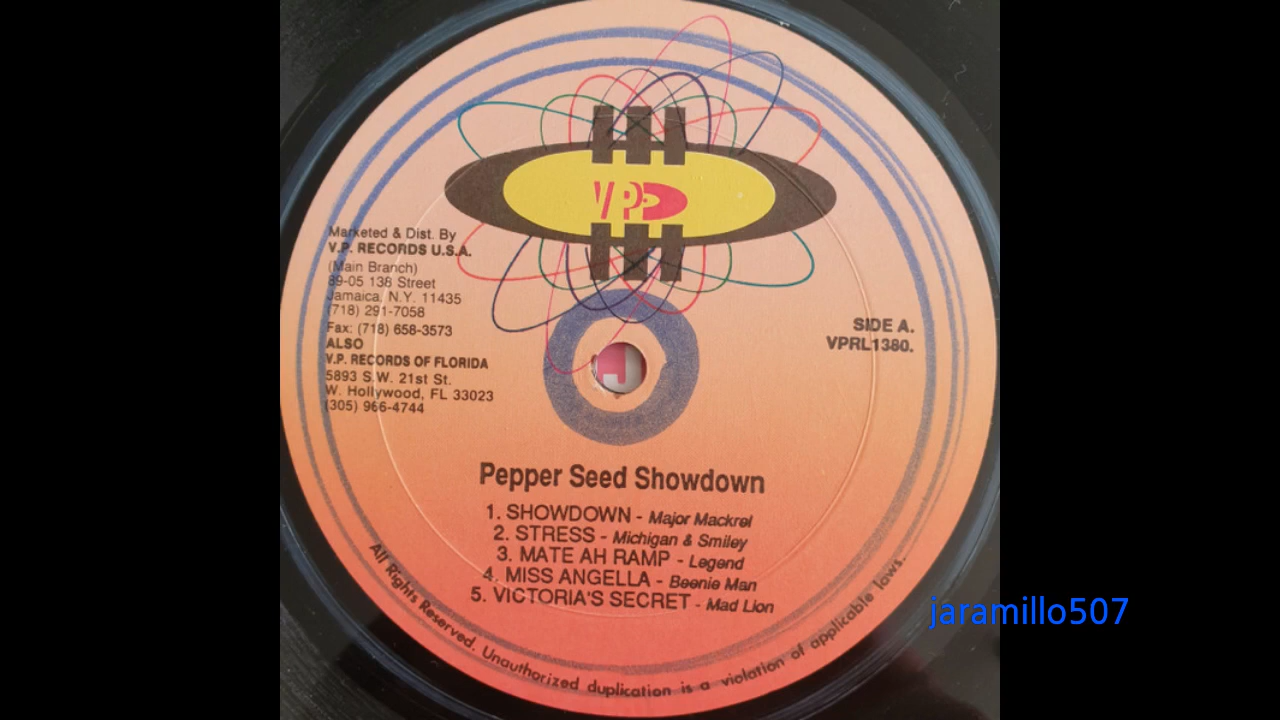 VP
Marketed & Dist. By
V.P. RECORDS U.S.A.
(Main Branch)
89-05 138 Street
Jamaica, N.Y. 11435
(718) 291-7058
Fax: (718) 658-3573
ALSO
V.P. RECORDS OF FLORIDA
5893 S.W. 21st St.
W. Hollywood, FL 33023
(305) 966-4744
SIDE A.
VPRL1380.
Pepper Seed Showdown
1. SHOWDOWN - Major Mackrel
2. STRESS - Michigan & Smiley
3. MATE AH RAMP - Legend
4. MISS ANGELLA - Beenie Man
5. VICTORIA'S SECRET - Mad Lion
All Rights Reserved. Unauthorized duplication is a violation of applicable laws.
jaramillo507